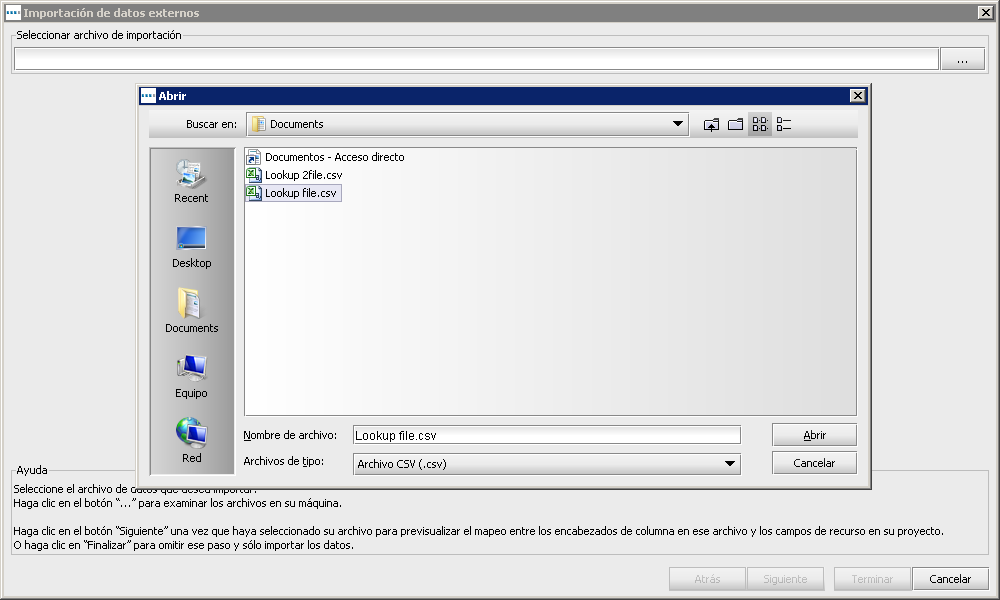 Importación de datos externos
Seleccionar archivo de importación
...
Abrir
Buscar en:
Documents
Recent
Desktop
Documents
Equipo
Red
Documentos - Acceso directo
Lookup 2file.csv
Lookup file.csv
Nombre de archivo:
Lookup file.csv
Abrir
Archivos de tipo:
Archivo CSV (.csv)
Cancelar
Ayuda
Seleccione el archivo de datos que desea importar.
Haga clic en el botón “...” para examinar los archivos en su máquina.
Haga clic en el botón “Siguiente” una vez que haya seleccionado su archivo para previsualizar el mapeo entre los encabezados de columna en ese archivo y los campos de recurso en su proyecto.
O haga clic en “Finalizar” para omitir ese paso y sólo importar los datos.
Atrás
Siguiente
Terminar
Cancelar